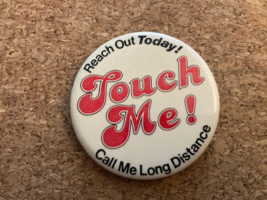 Reach Out Today!
Touch
Me!
Call Me Long Distance